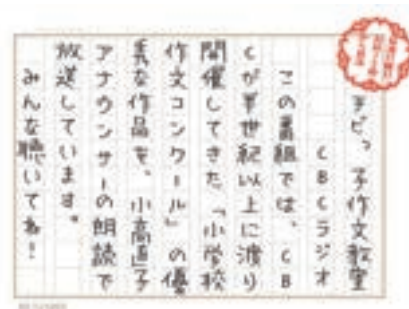 チビっ子作文教室
CBCラジオ
この番組では、CB
Cが半世紀以上に渡り
開催してきた「小学校
作文コンクール」の優
秀な作品を、小高直子
アナウンサーの朗読で
放送しています。
みんな聴いてね！